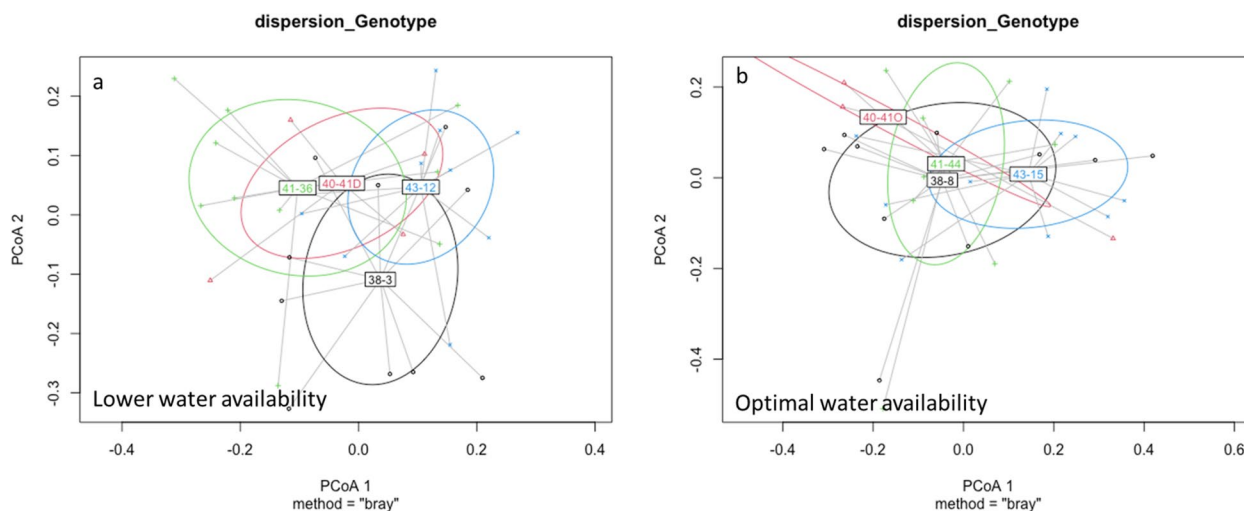 dispersion_Genotype
a
0.2
0.1
0.0
-0.1
-0.2
-0.3
PCoA 2
41-36
40-41D
43-12
38-3
Lower water availability
-0.4
-0.2
0.0
0.2
0.4
PCoA 1
method = "bray"
dispersion_Genotype
b
0.2
0.0
-0.2
-0.4
PCoA 2
40-41O
41-44
38-8
43-15
Optimal water availability
-0.4
-0.2
0.0
0.2
0.4
0.6
PCoA 1
method = "bray"